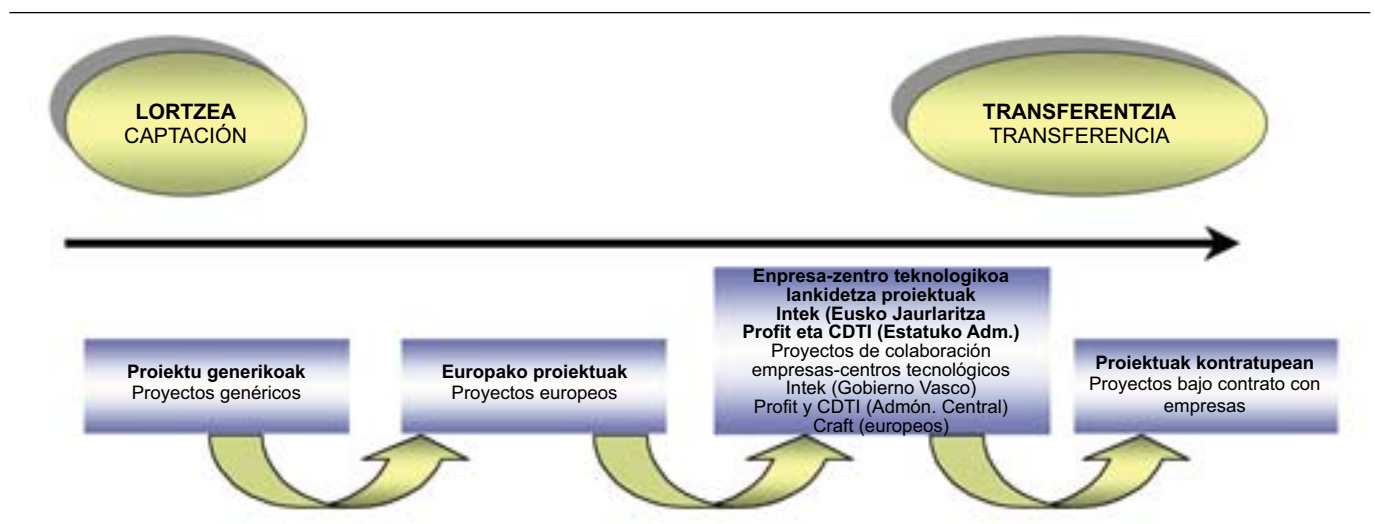 LORTZEA
CAPTACIÓN
TRANSFERENTZIA
TRANSFERENCIA
Proiektu generikoak
Proyectos genéricos
Europako proiektuak
Proyectos europeos
Enpresa-zentro teknologikoa
lankidetza proiektuak
Intek (Eusko Jaurlaritza
Profit eta CDTI (Estatuko Adm.)
Proyectos de colaboración
empresas-centros tecnológicos
Intek (Gobierno Vasco)
Profit y CDTI (Admón. Central)
Craft (europeos)
Proiektuak kontratupean
Proyectos bajo contrato con
empresas